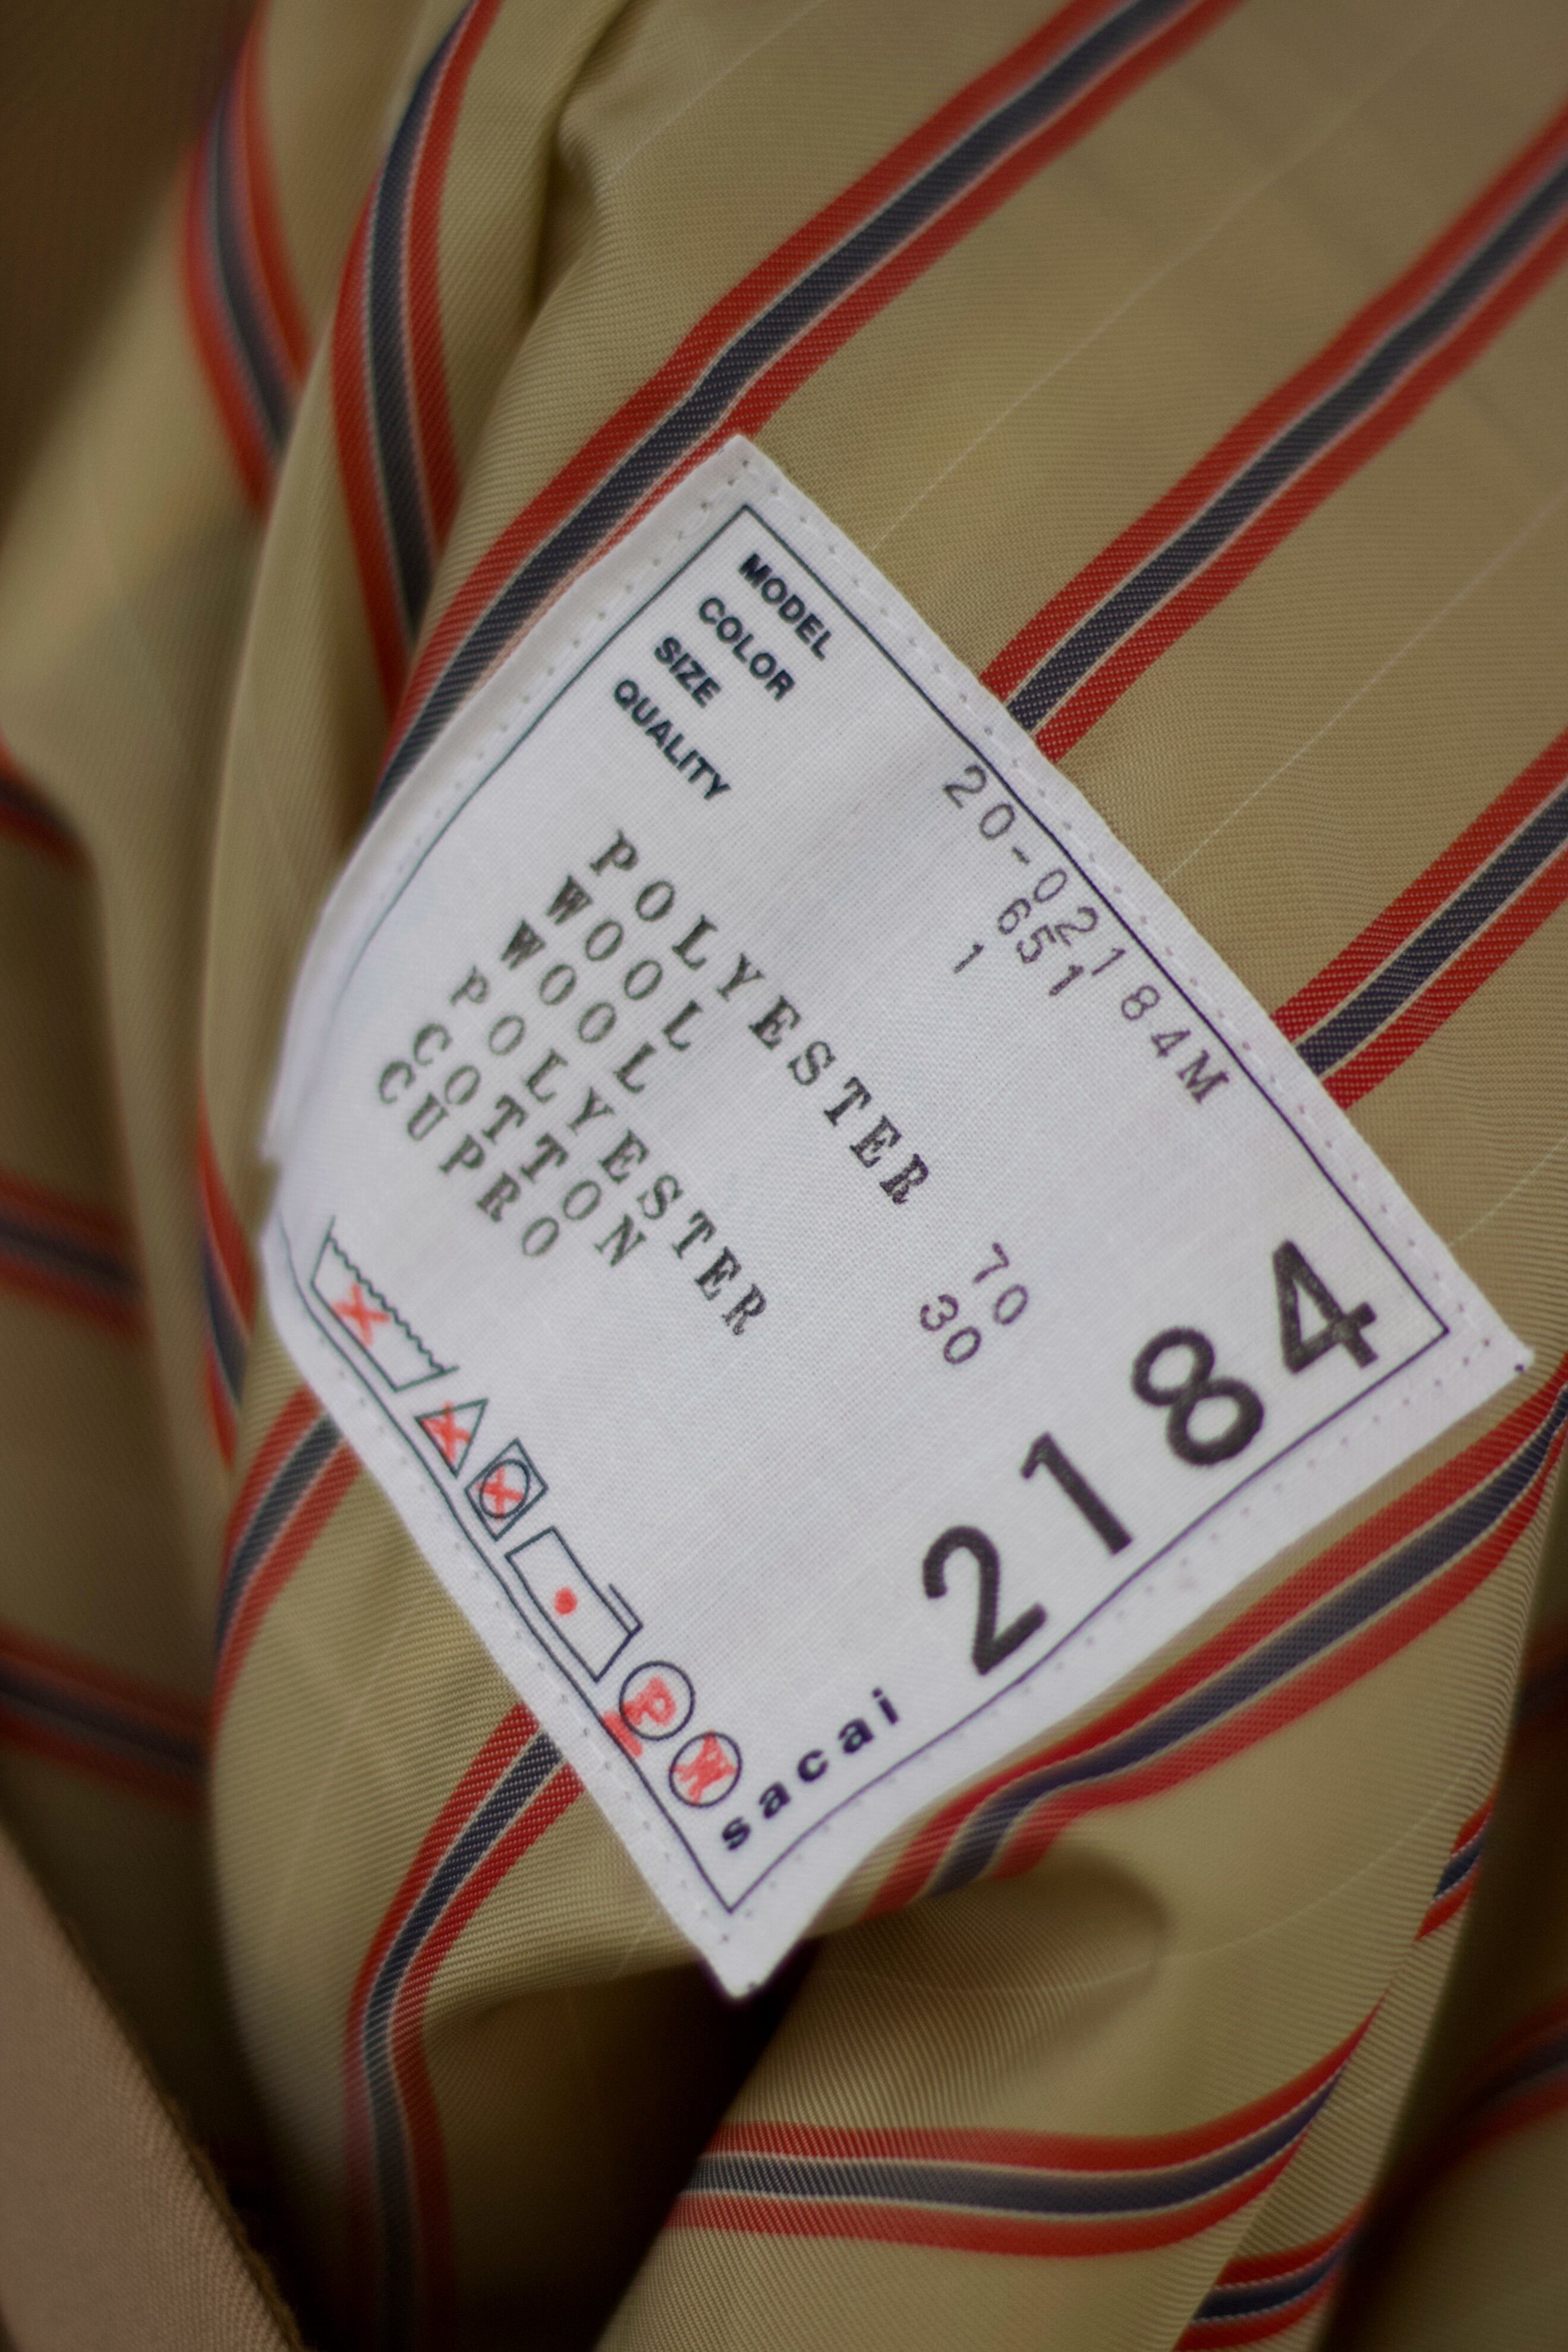 MODEL 20-02184M
COLOR 651
SIZE 1
QUALITY
POLYESTER 70
WOOL 30
WOOL
POLYESTER
COTTON
CUPRO
2184
P
W
sacai